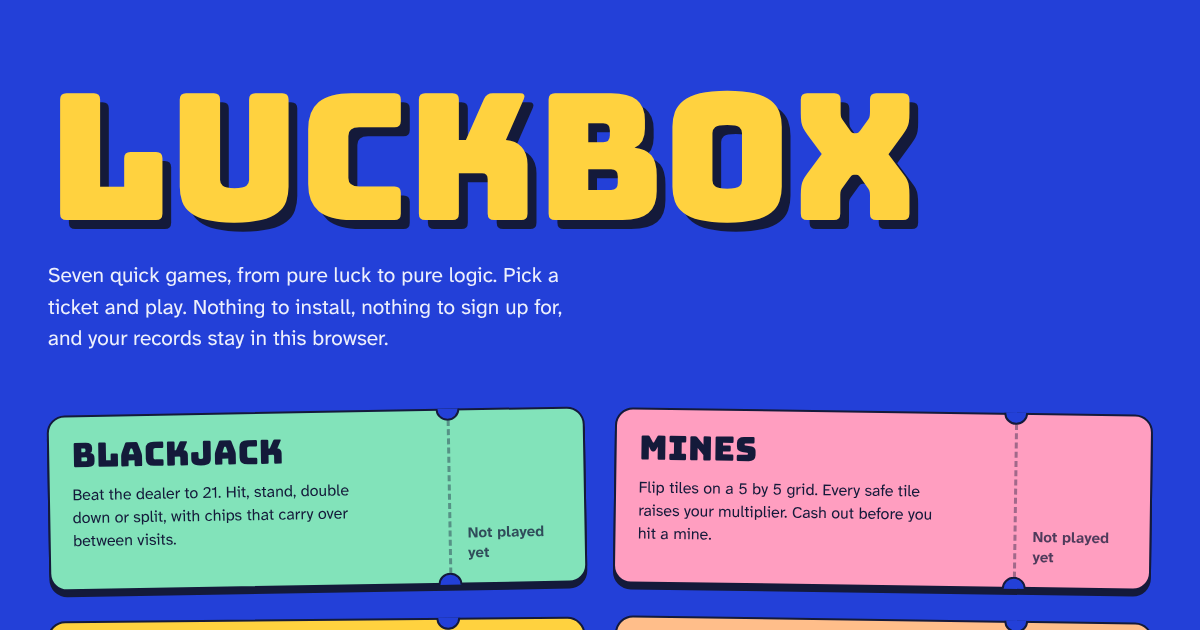 LUCKBOX
Seven quick games, from pure luck to pure logic. Pick a
ticket and play. Nothing to install, nothing to sign up for,
and your records stay in this browser.
BLACKJACK
Beat the dealer to 21. Hit, stand, double
down or split, with chips that carry over
between visits.
Not played
yet
MINES
Flip tiles on a 5 by 5 grid. Every safe tile
raises your multiplier. Cash out before you
hit a mine.
Not played
yet